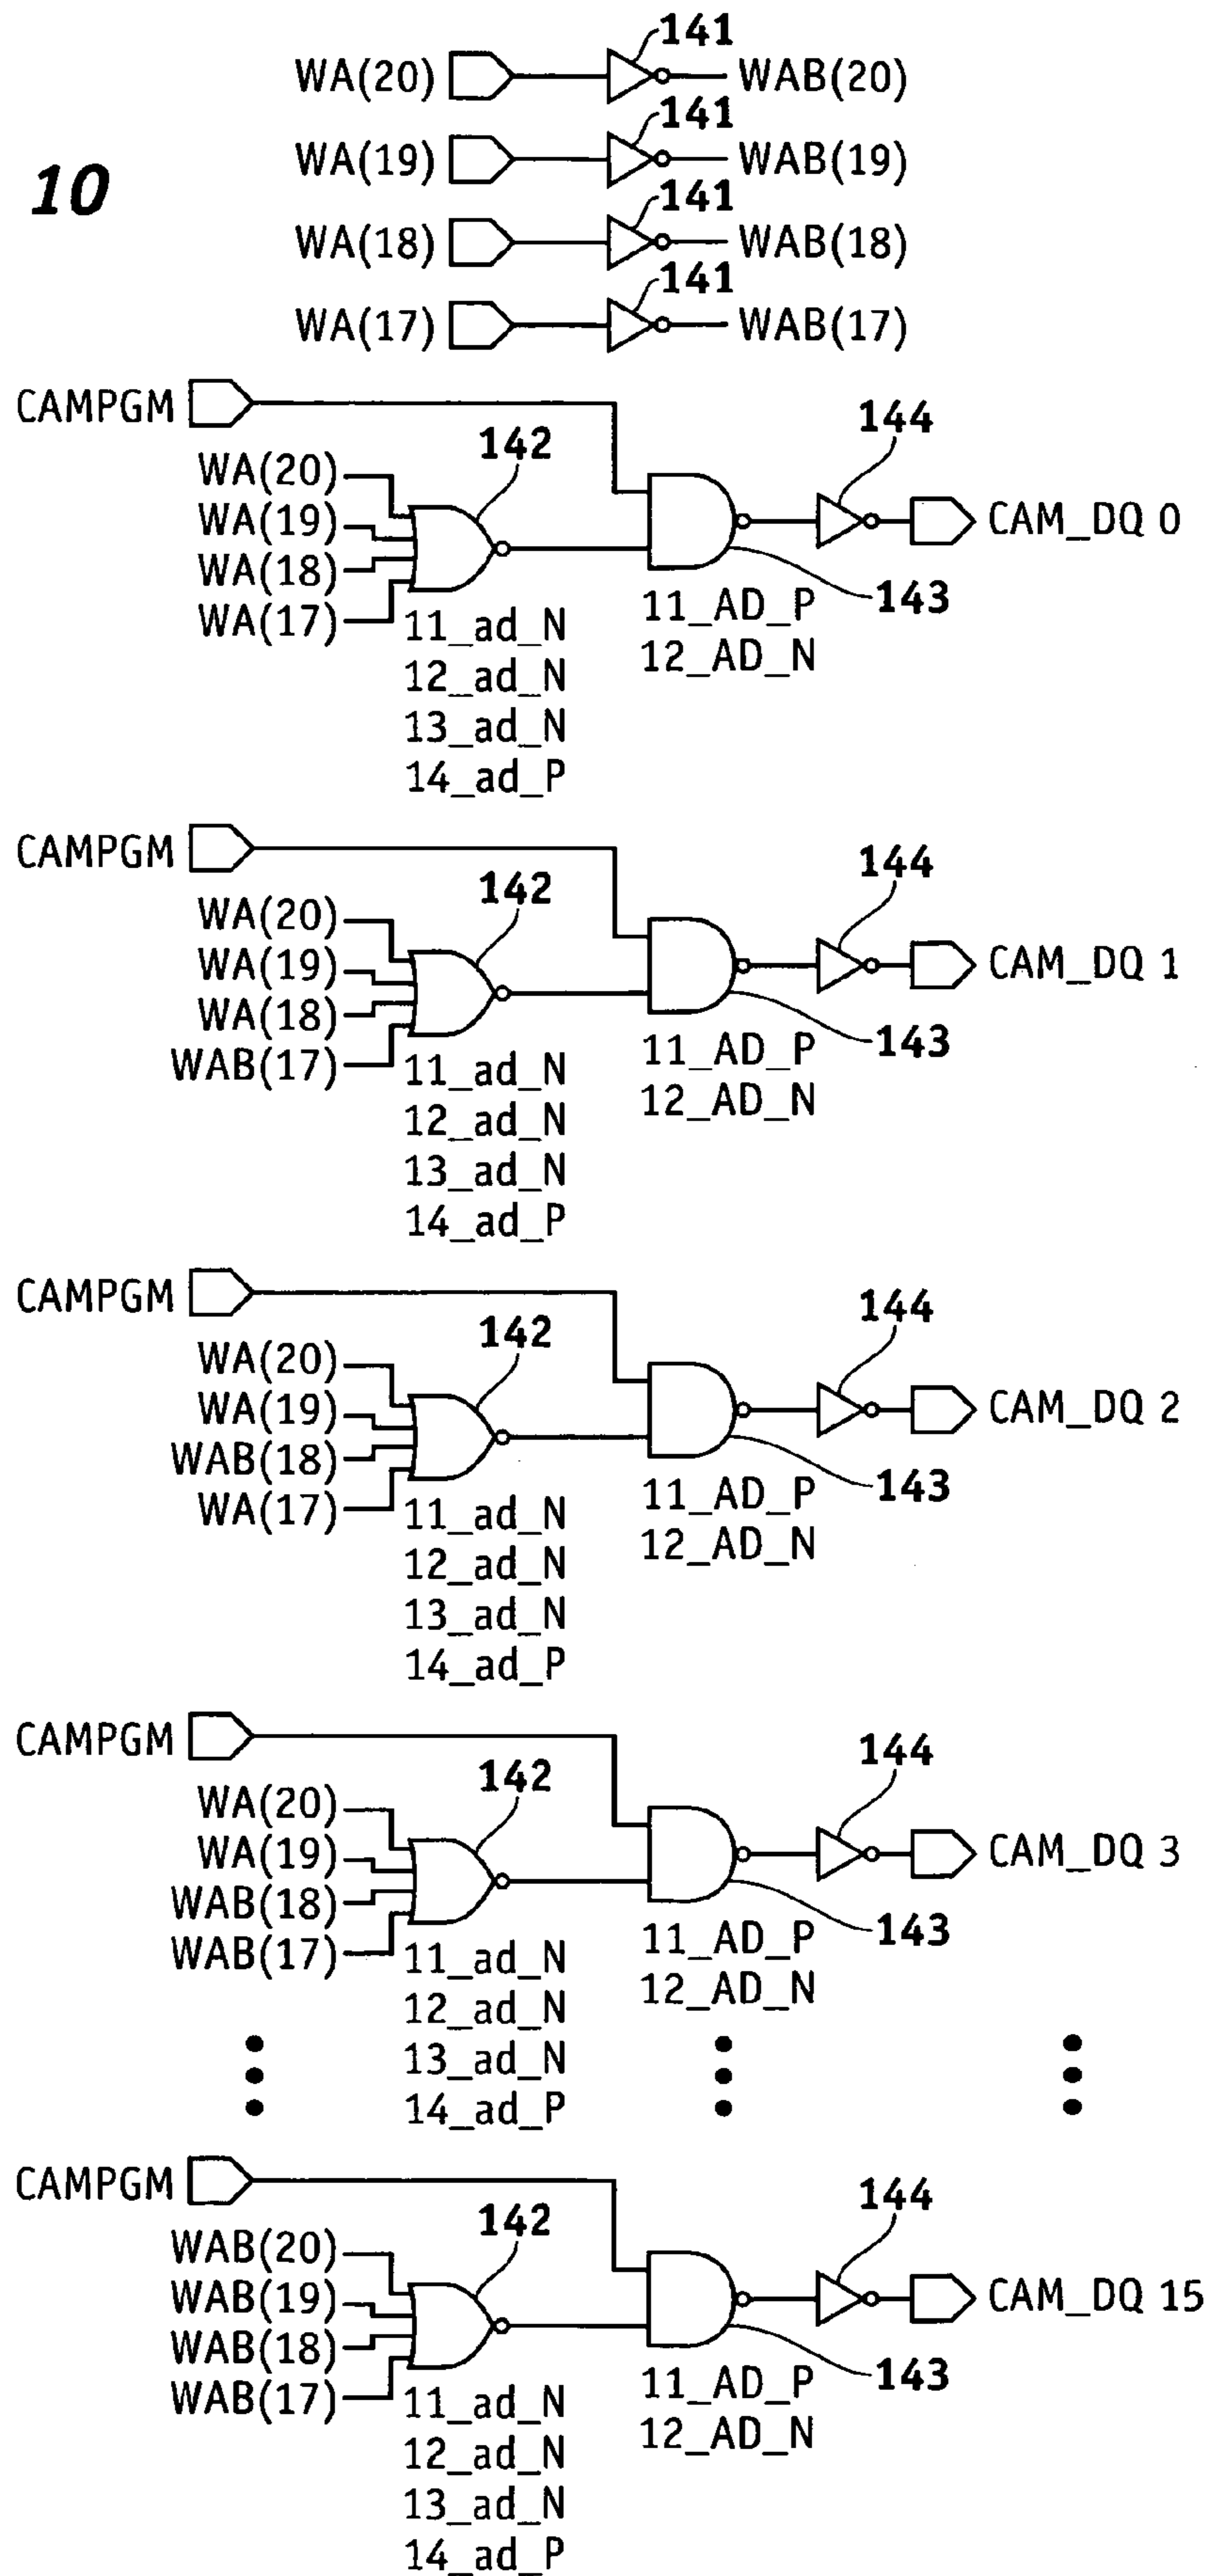 141
WA(20) WAB(20)
141
WA(19) WAB(19)
10
141
WA(18) WAB(18)
141
WA(17) WAB(17)
CAMPGM
144
142
WA(20)
WA(19) CAM_DQ 0
WA(18)
143
WA(17) 11_ad_N 11_AD_P
12_ad_N 12_AD_N
13_ad_N
14_ad_P
CAMPGM
144
142
WA(20)
WA(19) CAM_DQ 1
WA(18)
143
WAB(17) 11_ad_N 11_AD_P
12_ad_N 12_AD_N
13_ad_N
14_ad_P
CAMPGM
144
142
WA(20)
WA(19) CAM_DQ 2
WAB(18)
143
WA(17) 11_ad_N 11_AD_P
12_ad_N 12_AD_N
13_ad_N
14_ad_P
CAMPGM
144
142
WA(20)
WA(19) CAM_DQ 3
WAB(18)
143
WAB(17) 11_ad_N 11_AD_P
12_ad_N 12_AD_N
13_ad_N
14_ad_P
CAMPGM
144
142
WAB(20)
WAB(19) CAM_DQ 15
WAB(18)
143
WAB(17) 11_ad_N 11_AD_P
12_ad_N 12_AD_N
13_ad_N
14_ad_P